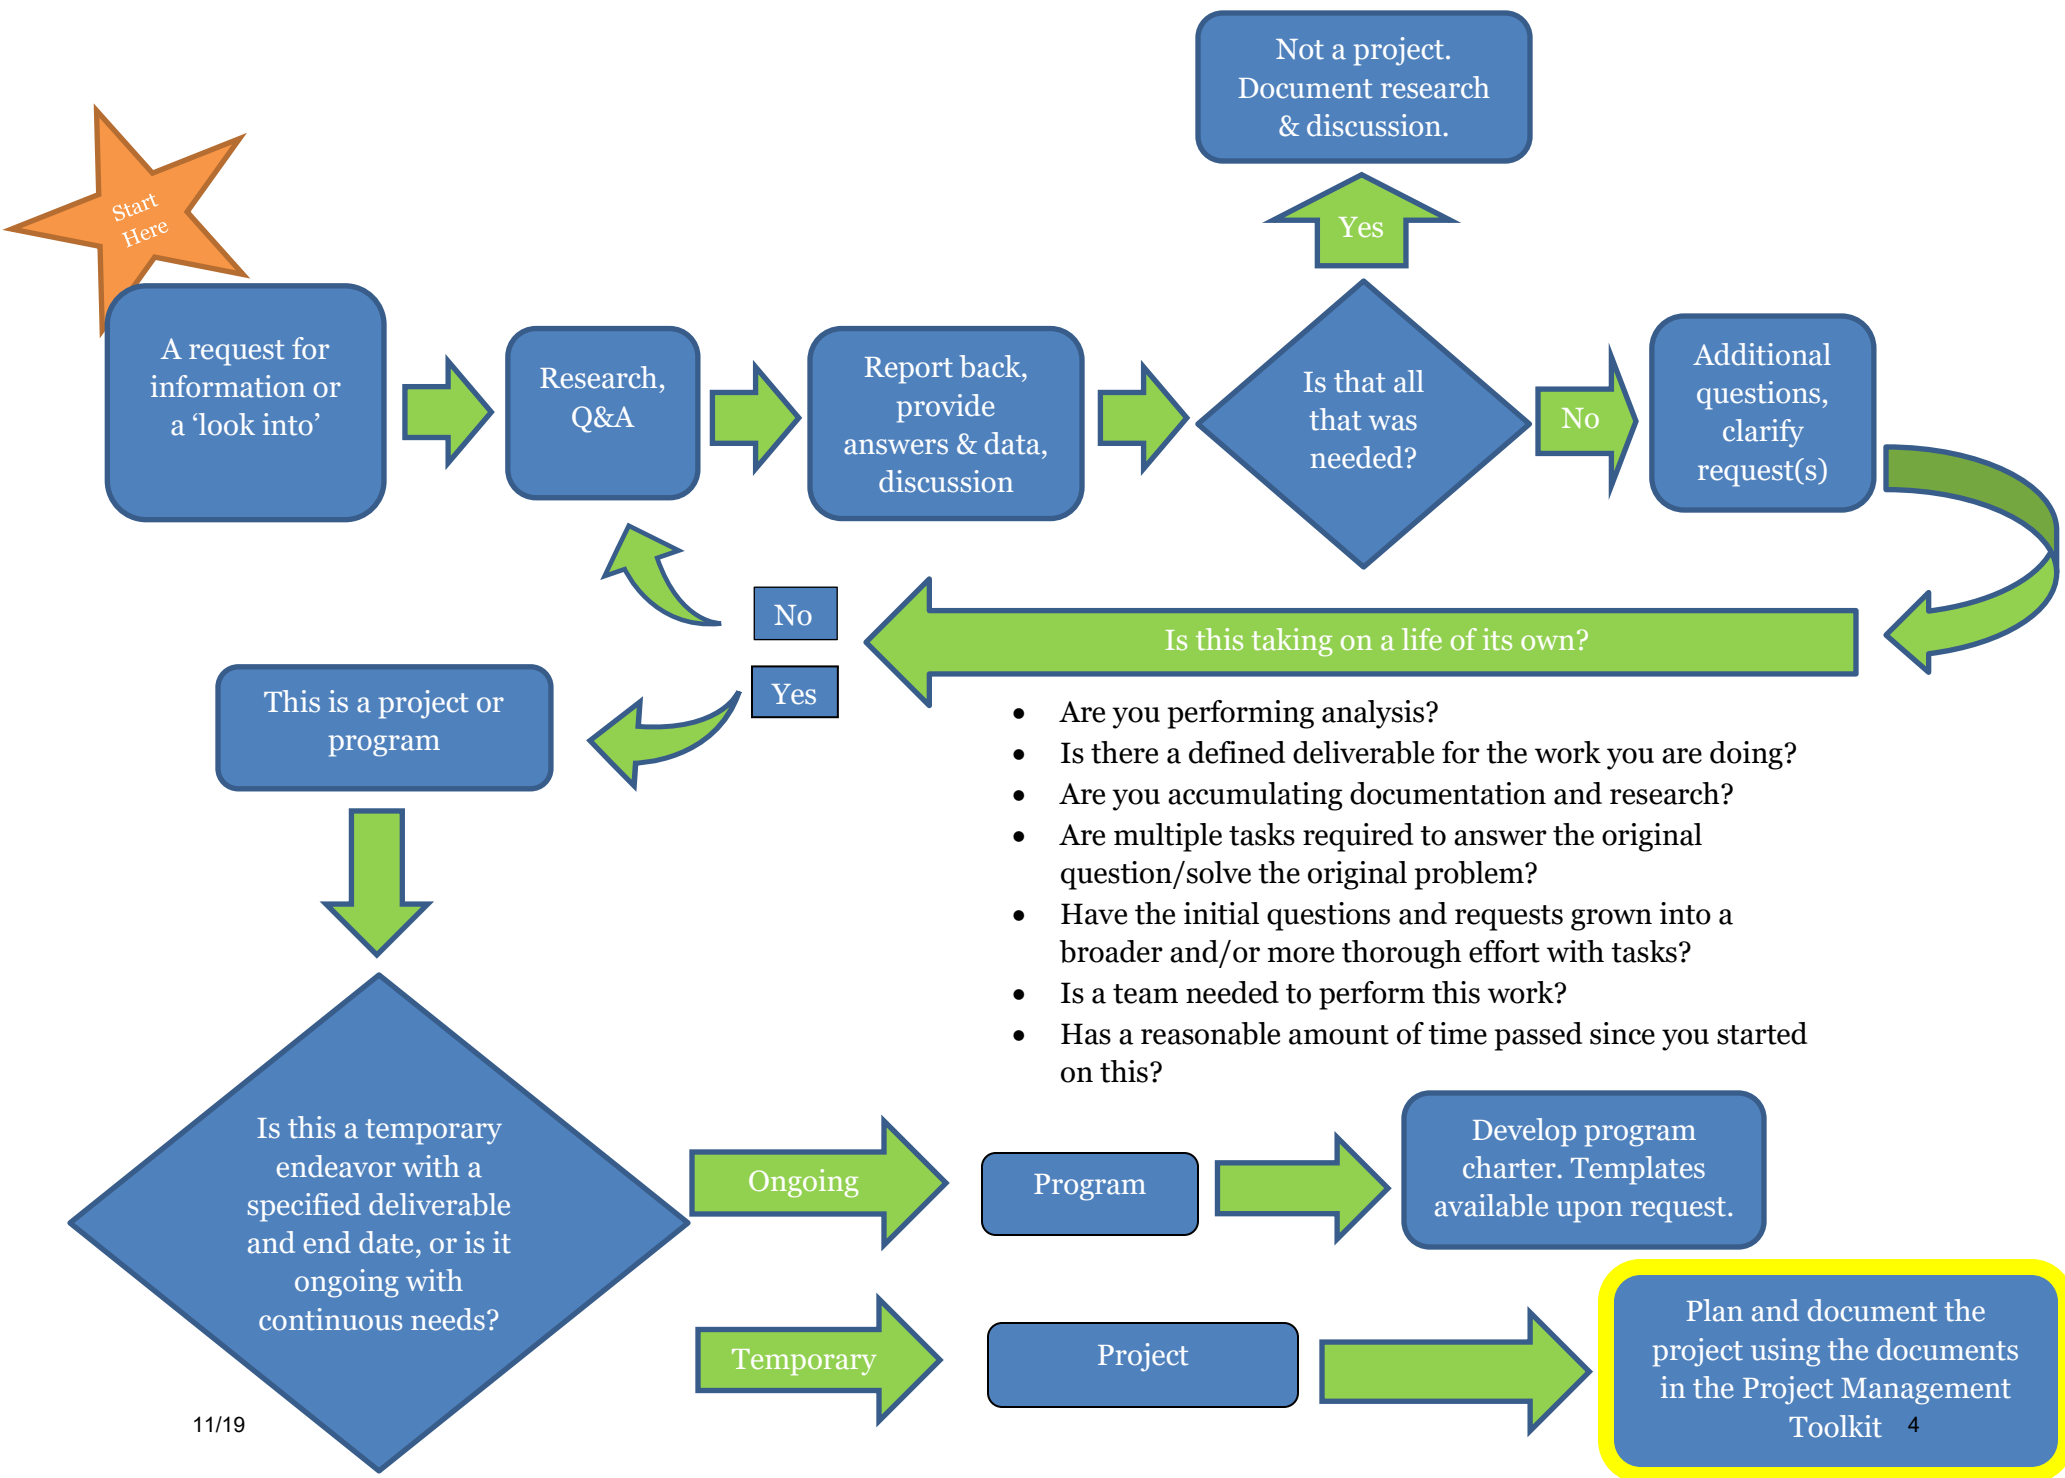 Not a project.
Document research
& discussion.
Yes
Start
Here
A request for
information or
a ‘look into’
Research,
Q&A
Report back,
provide
answers & data,
discussion
Is that all
that was
needed?
No
Additional
questions,
clarify
request(s)
Is this taking on a life of its own?
No
Yes
This is a project or
program
• Are you performing analysis?
• Is there a defined deliverable for the work you are doing?
• Are you accumulating documentation and research?
• Are multiple tasks required to answer the original
question/solve the original problem?
• Have the initial questions and requests grown into a
broader and/or more thorough effort with tasks?
• Is a team needed to perform this work?
• Has a reasonable amount of time passed since you started
on this?
Is this a temporary
endeavor with a
specified deliverable
and end date, or is it
ongoing with
continuous needs?
Ongoing
Program
Develop program
charter. Templates
available upon request.
Temporary
Project
Plan and document the
project using the documents
in the Project Management
Toolkit
11/19
4